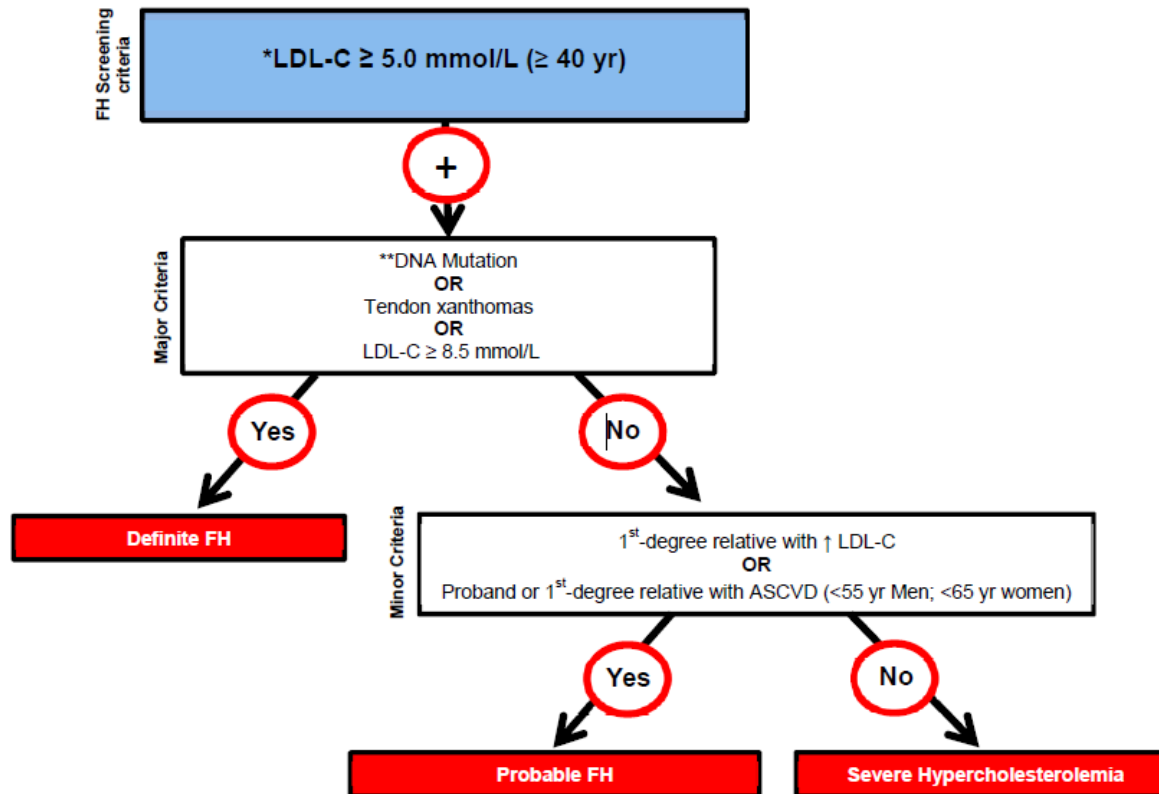 FH Screening
criteria
*LDL-C ≥ 5.0 mmol/L (≥ 40 yr)
+
Major Criteria
**DNA Mutation
OR
Tendon xanthomas
OR
LDL-C ≥ 8.5 mmol/L
Yes
No
Definite FH
Minor Criteria
1st-degree relative with ↑ LDL-C
OR
Proband or 1st-degree relative with ASCVD (<55 yr Men; <65 yr women)
Yes
No
Probable FH
Severe Hypercholesterolemia